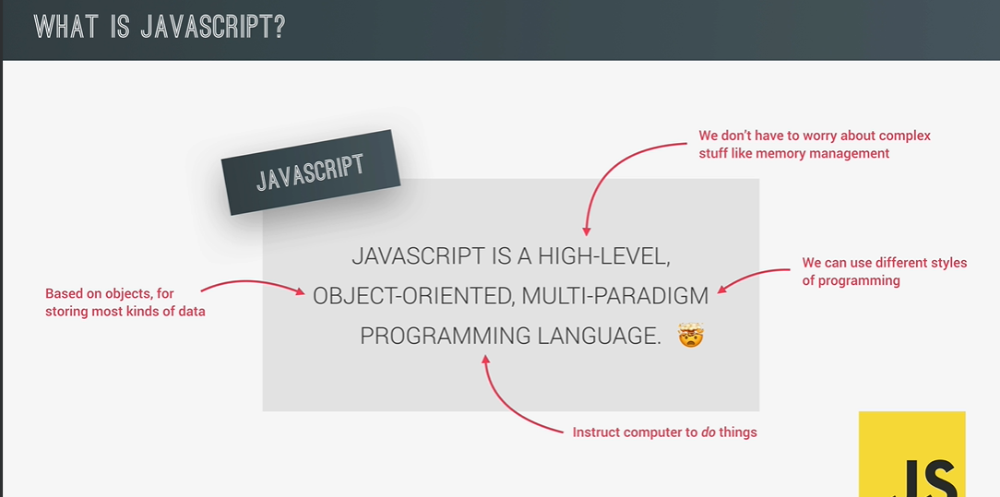 WHAT IS JAVASCRIPT?
JAVASCRIPT
We don't have to worry about complex
stuff like memory management
JAVASCRIPT IS A HIGH-LEVEL,
OBJECT-ORIENTED, MULTI-PARADIGM
PROGRAMMING LANGUAGE. 🤯
We can use different styles
of programming
Based on objects, for
storing most kinds of data
Instruct computer to do things
JS